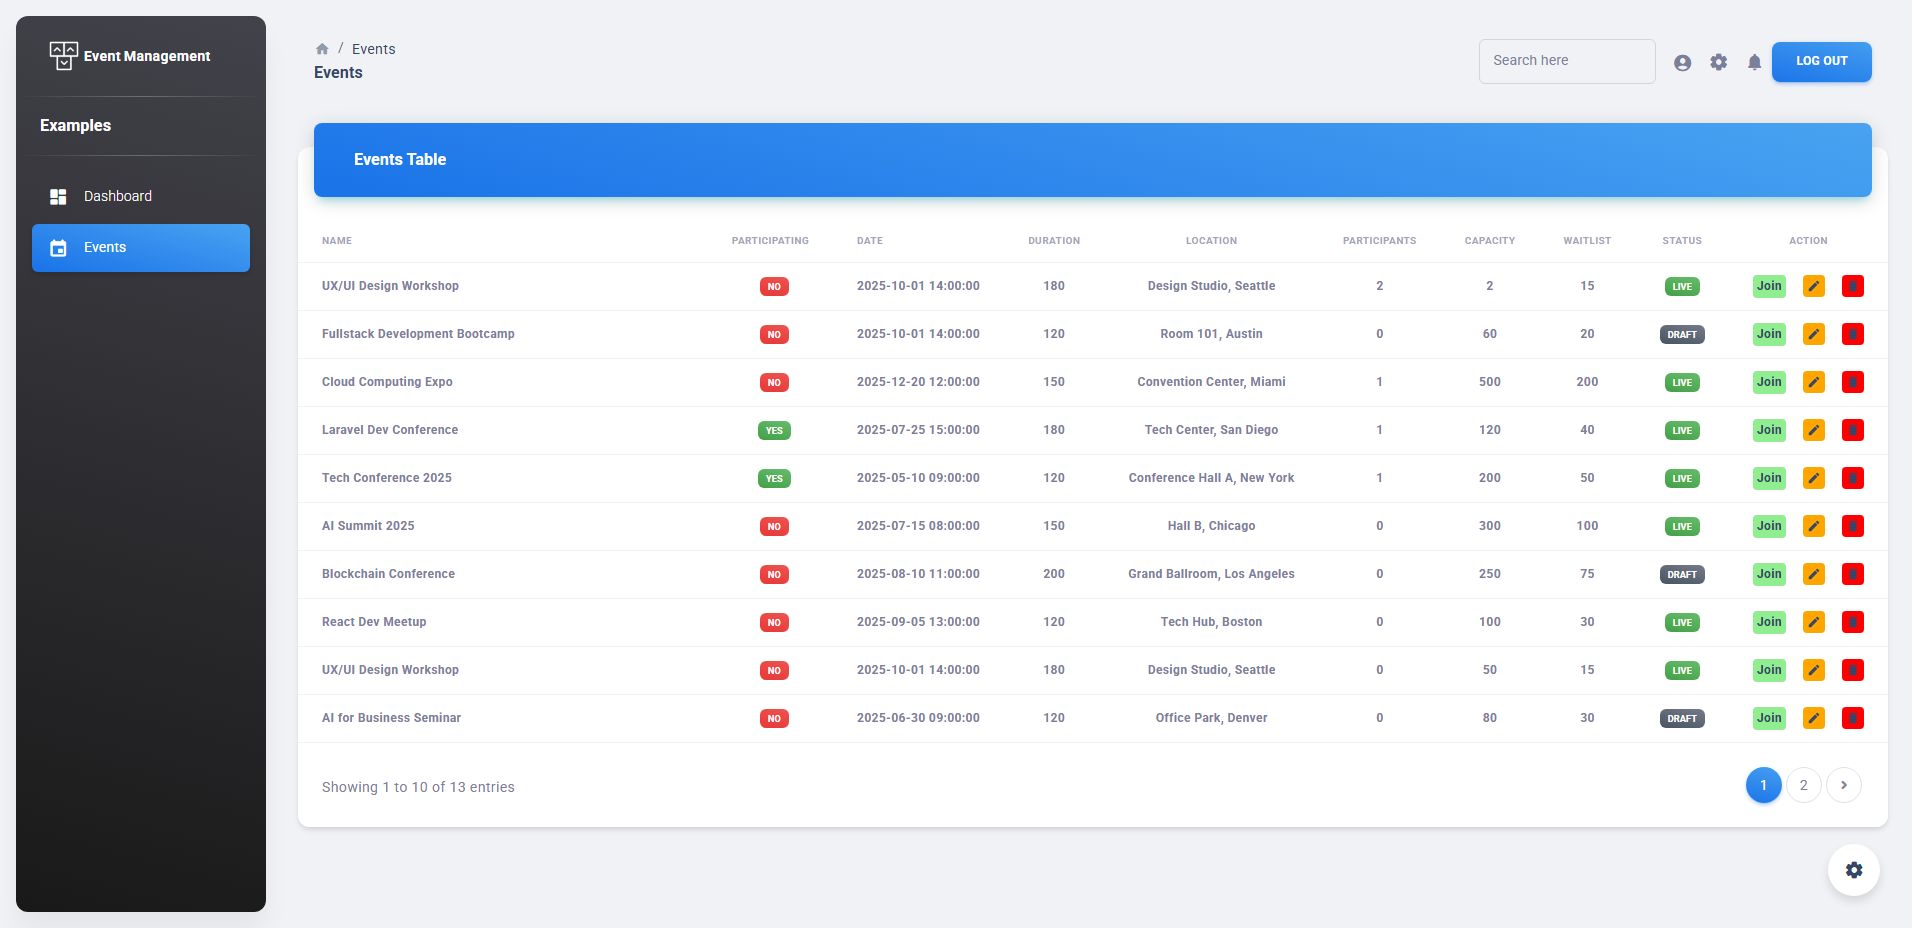 Event Management
Examples
Dashboard
Events
/ Events
Events
Search here
LOG OUT
Events Table
NAME PARTICIPATING DATE DURATION LOCATION PARTICIPANTS CAPACITY WAITLIST STATUS ACTION
UX/UI Design Workshop NO 2025-10-01 14:00:00 180 Design Studio, Seattle 2 2 15 LIVE Join
Fullstack Development Bootcamp NO 2025-10-01 14:00:00 120 Room 101, Austin 0 60 20 DRAFT Join
Cloud Computing Expo NO 2025-12-20 12:00:00 150 Convention Center, Miami 1 500 200 LIVE Join
Laravel Dev Conference YES 2025-07-25 15:00:00 180 Tech Center, San Diego 1 120 40 LIVE Join
Tech Conference 2025 YES 2025-05-10 09:00:00 120 Conference Hall A, New York 1 200 50 LIVE Join
AI Summit 2025 NO 2025-07-15 08:00:00 150 Hall B, Chicago 0 300 100 LIVE Join
Blockchain Conference NO 2025-08-10 11:00:00 200 Grand Ballroom, Los Angeles 0 250 75 DRAFT Join
React Dev Meetup NO 2025-09-05 13:00:00 120 Tech Hub, Boston 0 100 30 LIVE Join
UX/UI Design Workshop NO 2025-10-01 14:00:00 180 Design Studio, Seattle 0 50 15 LIVE Join
AI for Business Seminar NO 2025-06-30 09:00:00 120 Office Park, Denver 0 80 30 DRAFT Join
Showing 1 to 10 of 13 entries
1 2